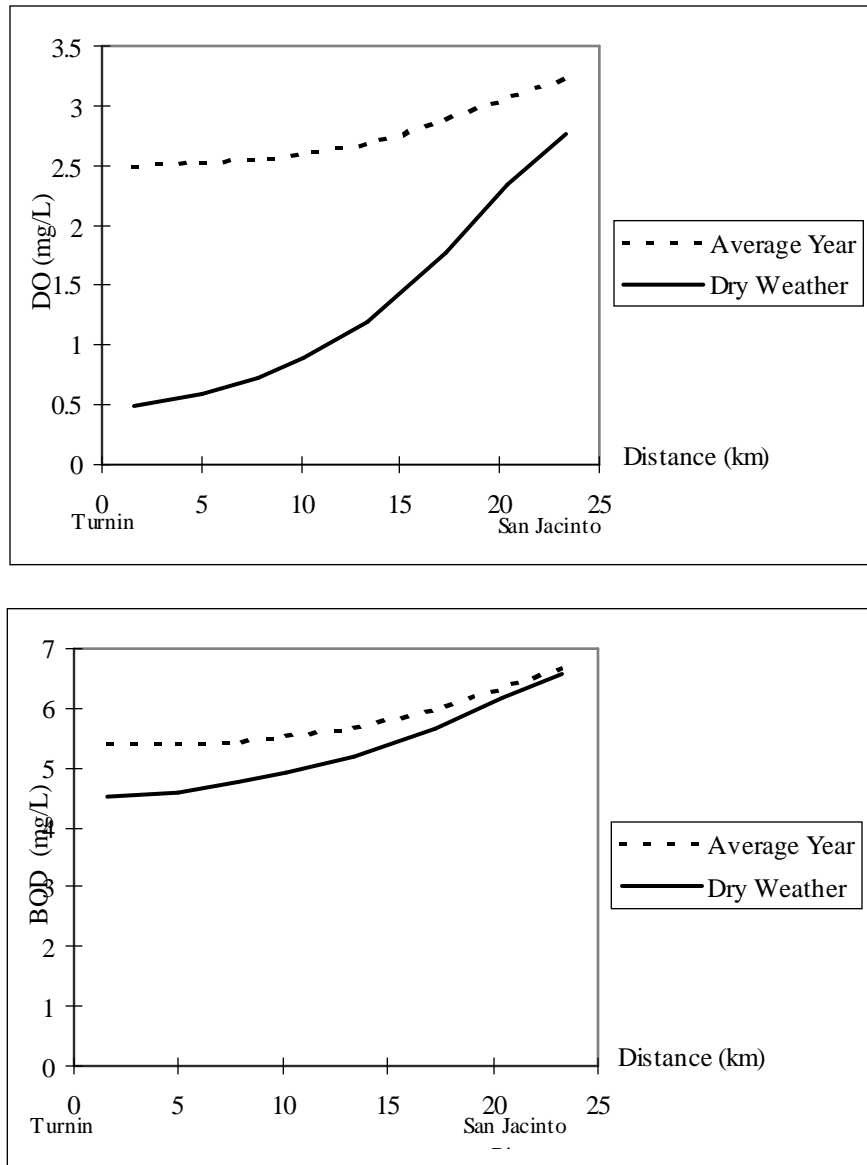 3.5
3
2.5
2
1.5
1
0.5
0
DO (mg/L)
0 5 10 15 20 25
Turnin
San Jacinto
Distance (km)
Average Year
Dry Weather
7
6
5
4
3
2
1
0
BOD (mg/L)
0 5 10 15 20 25
Turnin
San Jacinto
Distance (km)
Average Year
Dry Weather